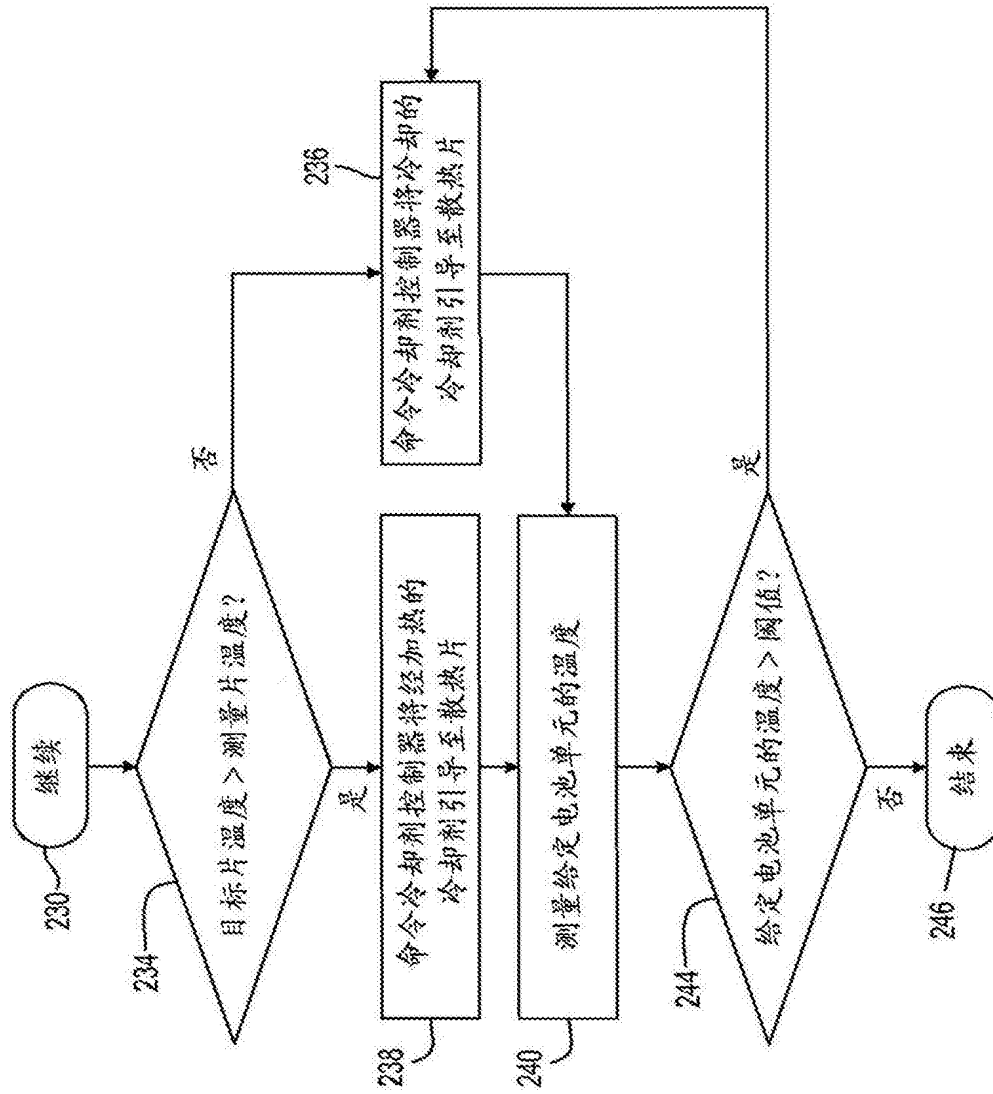 继续
230
目标片温度>测量片温度?
234
否
是
命令冷却剂控制器将冷却的
冷却剂引导至散热片
236
命令冷却剂控制器将经加热的
冷却剂引导至散热片
238
测量给定电池单元的温度
240
给定电池单元的温度>阈值?
244
是
否
结束
246